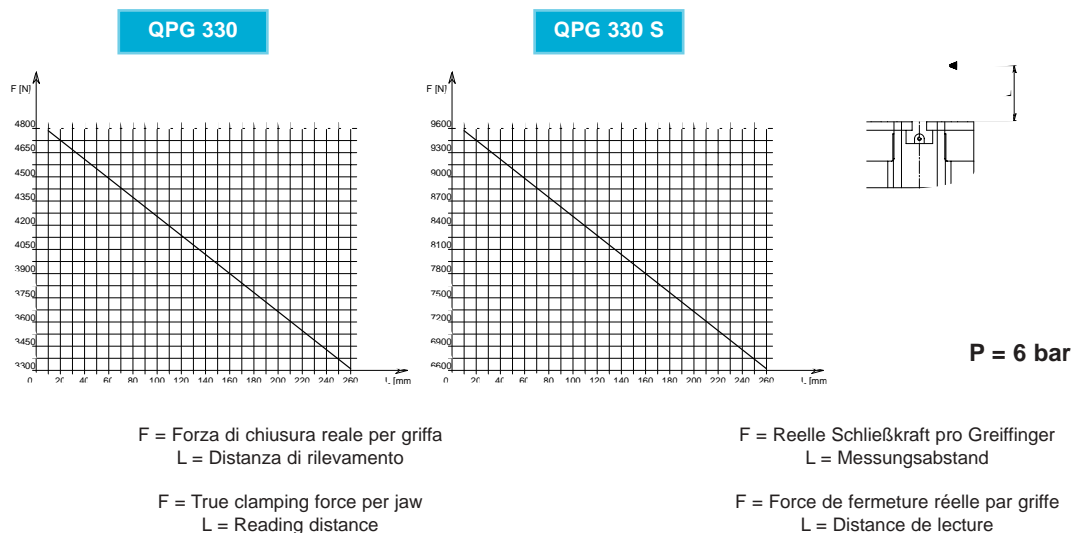 QPG 330
QPG 330 S
F [N]
4800
4650
4500
4350
4200
4050
3900
3750
3600
3450
3300
0 20 40 60 80 100 120 140 160 180 200 220 240 260 L [mm
F [N]
9600
9300
9000
8700
8400
8100
7800
7500
7200
6900
6600
0 20 40 60 80 100 120 140 160 180 200 220 240 260 L [mm
L
P = 6 bar
F = Forza di chiusura reale per griffa
L = Distanza di rilevamento
F = Reelle Schließkraft pro Greiffinger
L = Messungsabstand
F = True clamping force per jaw
L = Reading distance
F = Force de fermeture réelle par griffe
L = Distance de lecture